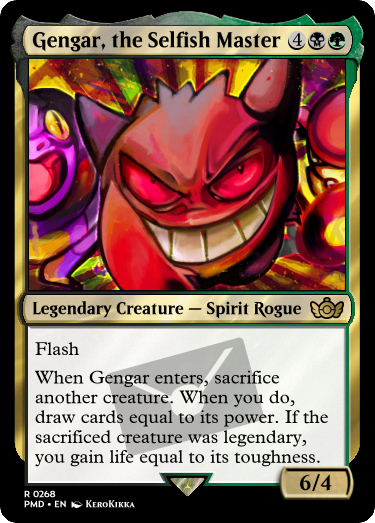 Gengar, the Selfish Master 4
Legendary Creature — Spirit Rogue
Flash
When Gengar enters, sacrifice
another creature. When you do,
draw cards equal to its power. If the
sacrificed creature was legendary,
you gain life equal to its toughness.
6/4
R 0268
PMD • EN KeroKikka